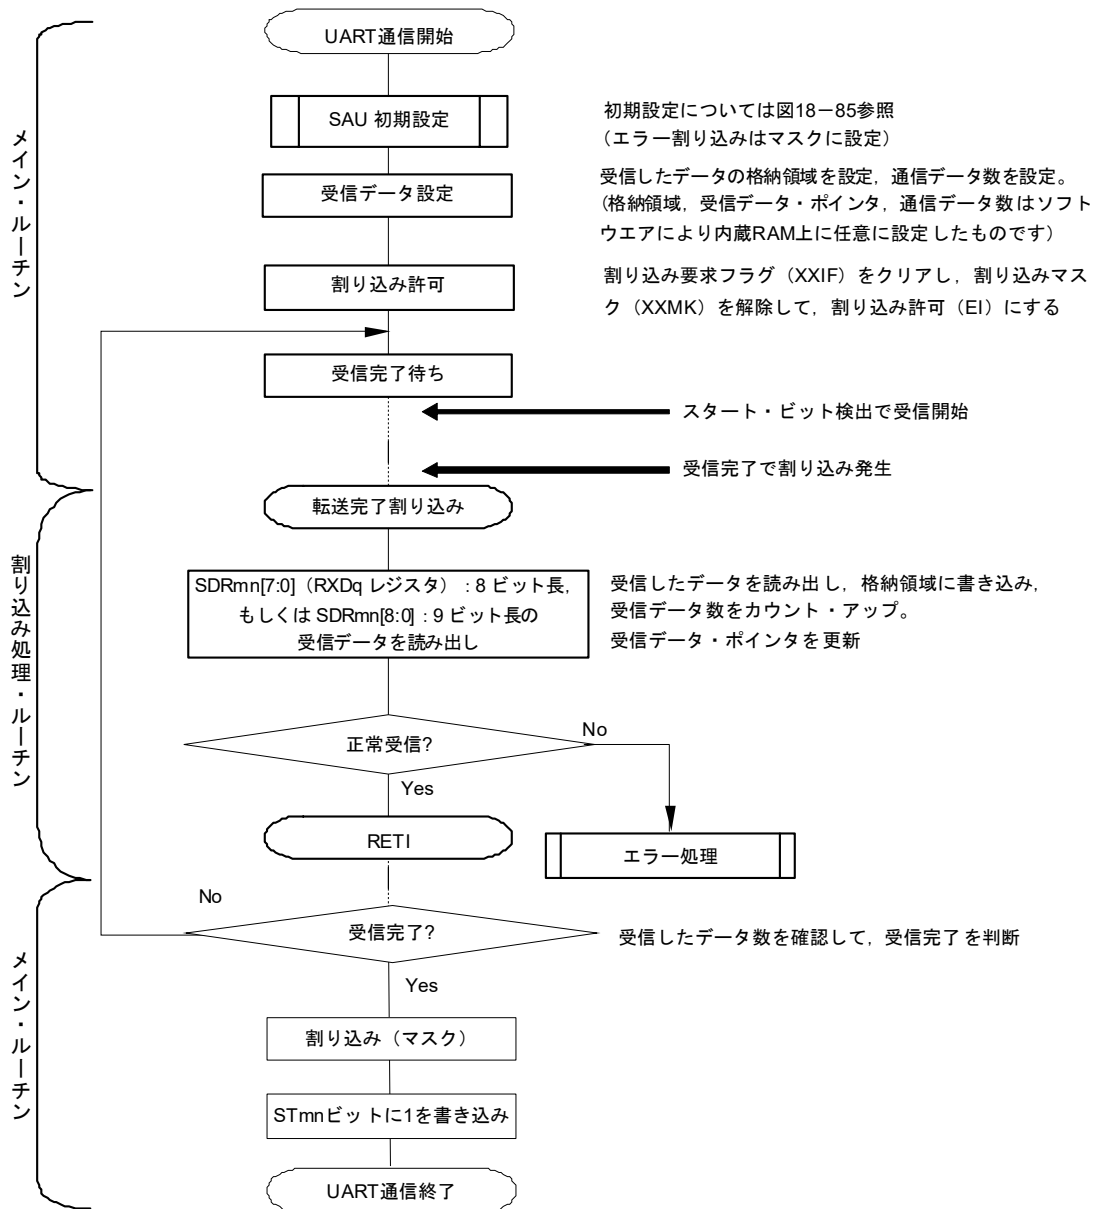 UART通信開始
メイン・ルーチン
SAU 初期設定
初期設定については図18-85参照
（エラー割り込みはマスクに設定）
受信データ設定
受信したデータの格納領域を設定，通信データ数を設定。
(格納領域，受信データ・ポインタ，通信データ数はソフト
ウエアにより内蔵RAM上に任意に設定したものです)
割り込み許可
割り込み要求フラグ（XXIF）をクリアし，割り込みマス
ク（XXMK）を解除して，割り込み許可（EI）にする
受信完了待ち
スタート・ビット検出で受信開始
受信完了で割り込み発生
転送完了割り込み
割り込み処理・ルーチン
SDRmn[7:0]（RXDq レジスタ）: 8 ビット長，
もしくは SDRmn[8:0] : 9 ビット長の
受信データを読み出し
受信したデータを読み出し，格納領域に書き込み，
受信データ数をカウント・アップ。
受信データ・ポインタを更新
正常受信?
No
Yes
RETI
エラー処理
No
受信完了?
受信したデータ数を確認して，受信完了を判断
Yes
メイン・ルーチン
割り込み（マスク）
STmnビットに1を書き込み
UART通信終了